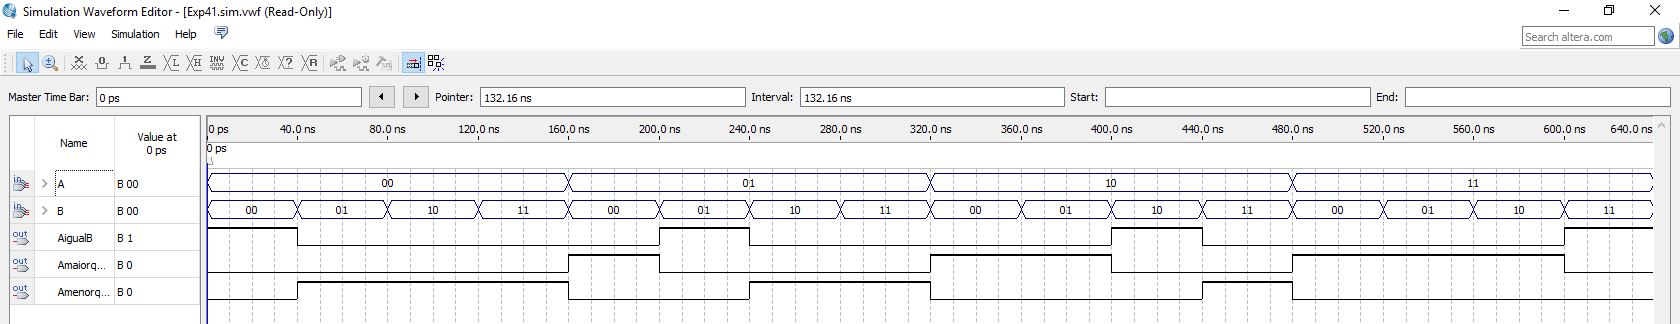 Simulation Waveform Editor - [Exp41.sim.vwf (Read-Only)]
File Edit View Simulation Help
Search altera.com
Master Time Bar: 0 ps Pointer: 132.16 ns Interval: 132.16 ns Start: End:
Name Value at 0 ps
0 ps 40.0 ns 80.0 ns 120.0 ns 160.0 ns 200.0 ns 240.0 ns 280.0 ns 320.0 ns 360.0 ns 400.0 ns 440.0 ns 480.0 ns 520.0 ns 560.0 ns 600.0 ns 640.0 ns
0 ps
in A B 00 00 01 10 11
in B B 00 00 01 10 11 00 01 10 11 00 01 10 11 00 01 10 11
out AigualB B 1
out Amaiorq... B 0
out Amenorq... B 0